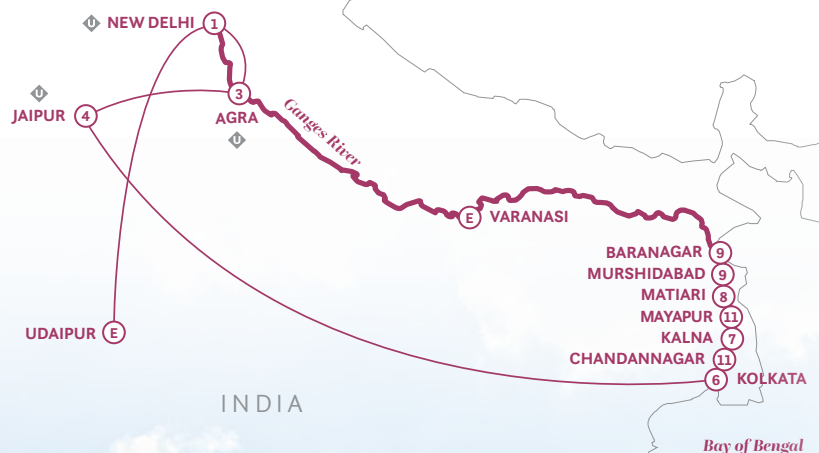 U NEW DELHI 1
U
JAIPUR 4
3
AGRA
U
Ganges River
E VARANASI
BARANAGAR 9
MURSHIDABAD 9
MATIARI 8
MAYAPUR 11
KALNA 7
CHANDANNAGAR 11
6 KOLKATA
UDAIPUR E
INDIA
Bay of Bengal